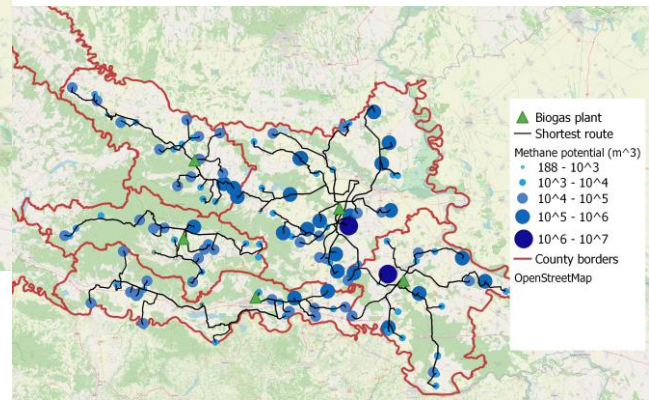 Biogas plant
Shortest route
Methane potential (m^3)
188 - 10^3
10^3 - 10^4
10^4 - 10^5
10^5 - 10^6
10^6 - 10^7
County borders
OpenStreetMap